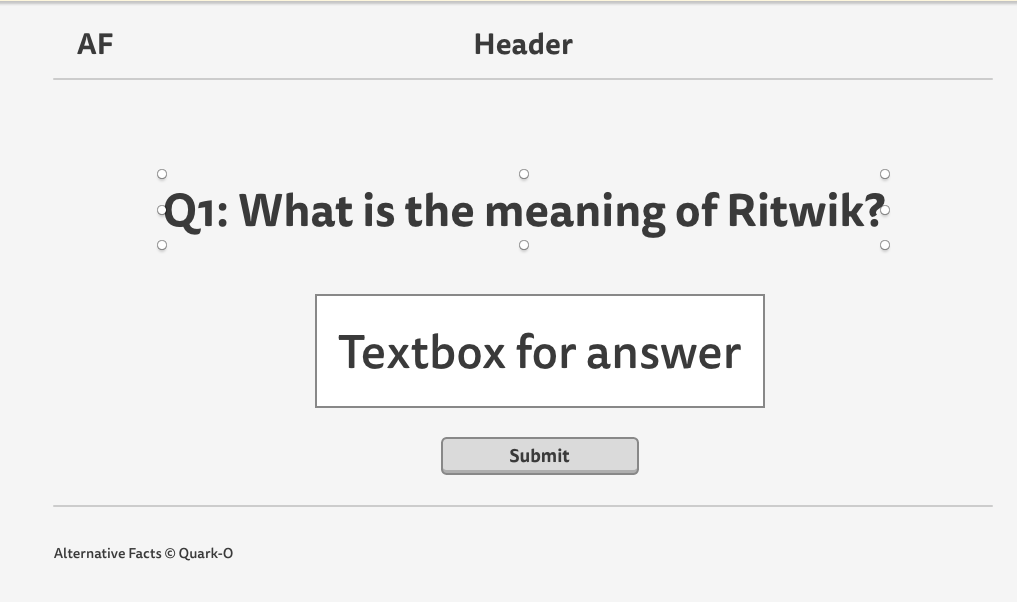 AF
Header
Q1: What is the meaning of Ritwik?
Textbox for answer
Submit
Alternative Facts © Quark-O